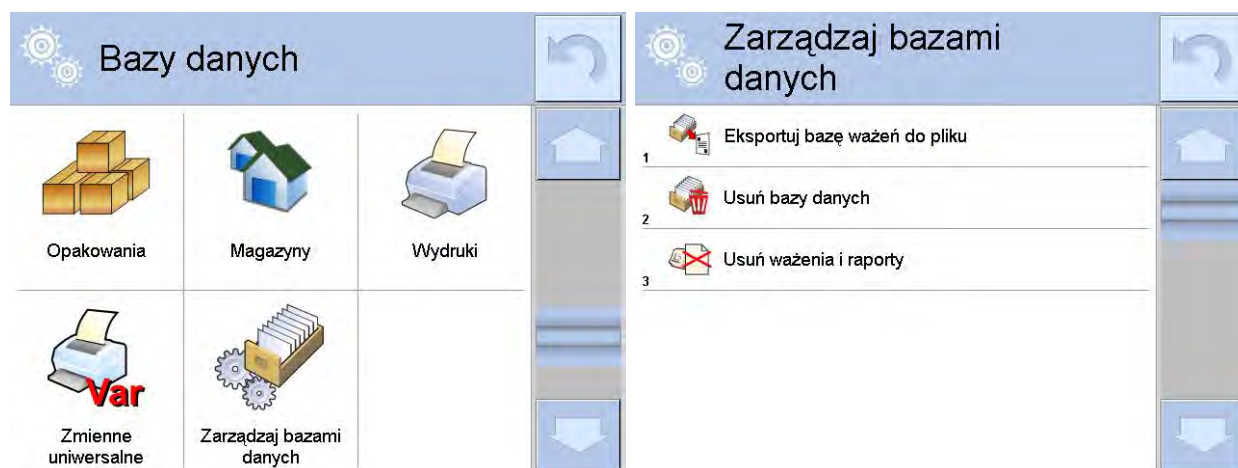 Bazy danych
Opakowania
Magazyny
Wydruki
Var
Zmienne
uniwersalne
Zarządzaj bazami
danych
Zarządzaj bazami
danych
1 Eksportuj bazę ważeń do pliku
2 Usuń bazy danych
3 Usuń ważenia i raporty